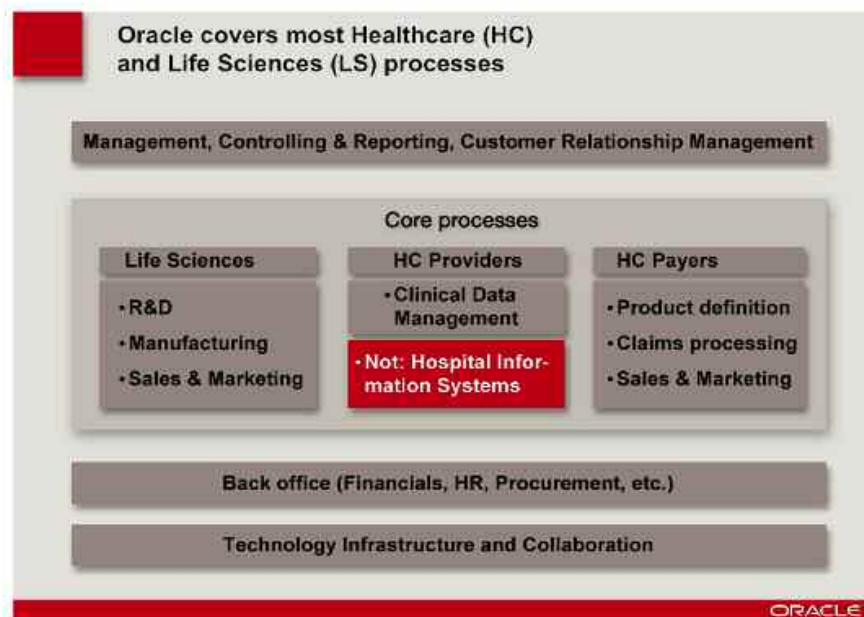 Oracle covers most Healthcare (HC)
and Life Sciences (LS) processes
Management, Controlling & Reporting, Customer Relationship Management
Core processes
Life Sciences
•R&D
•Manufacturing
•Sales & Marketing
HC Providers
•Clinical Data
Management
•Not: Hospital Infor-
mation Systems
HC Payers
•Product definition
•Claims processing
•Sales & Marketing
Back office (Financials, HR, Procurement, etc.)
Technology Infrastructure and Collaboration
ORACLE